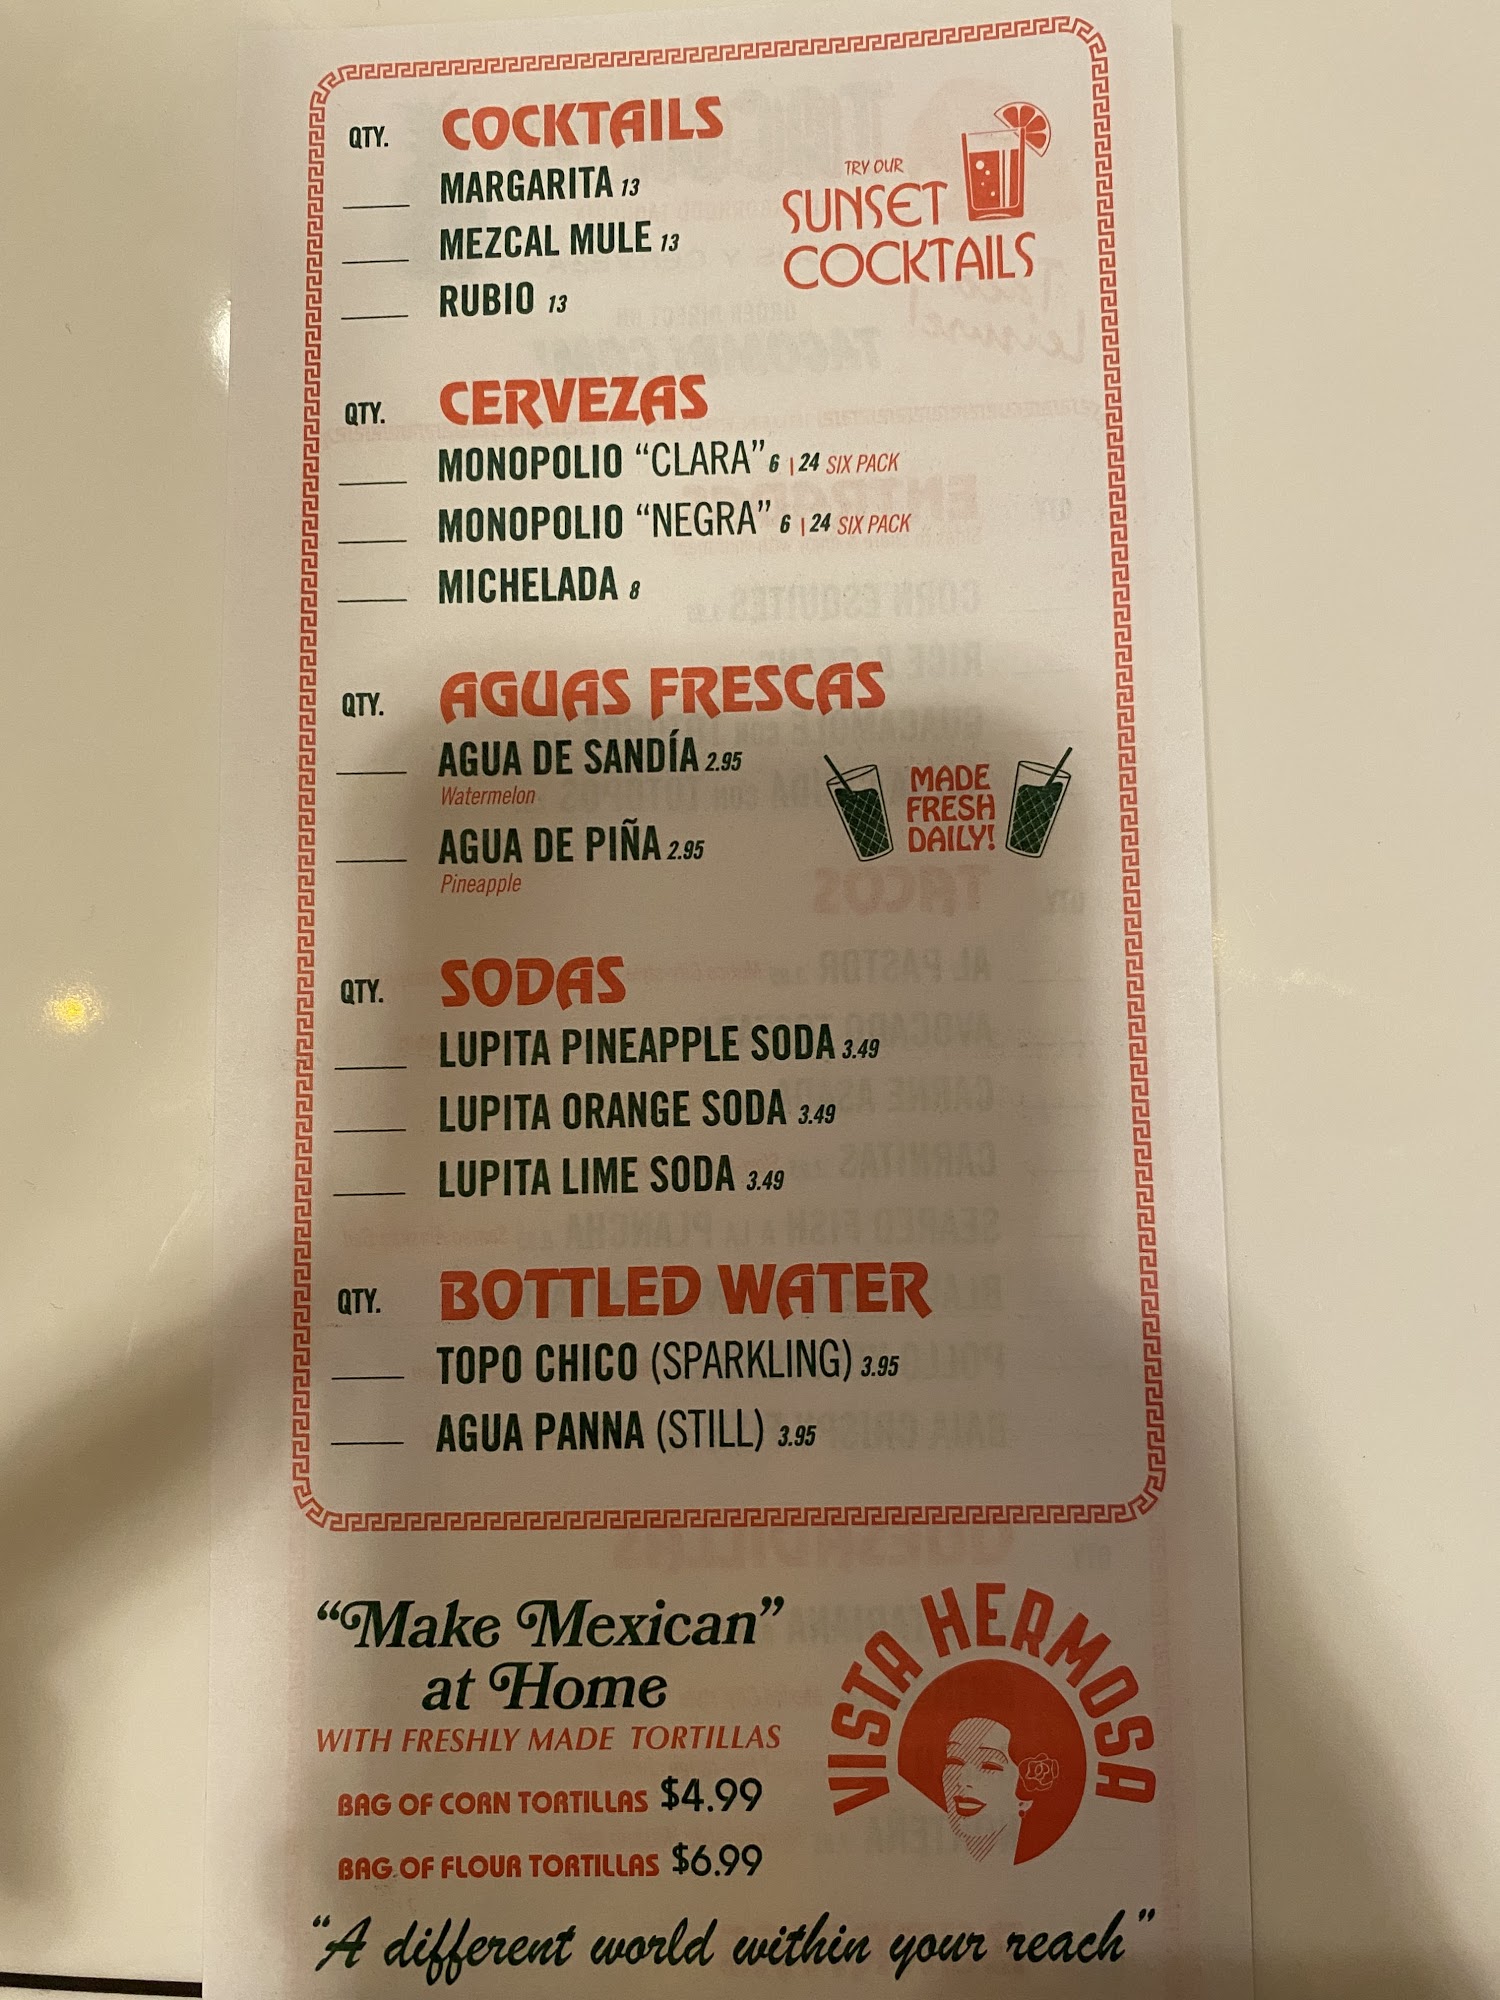 QTY. COCKTAILS
MARGARITA 13
MEZCAL MULE 13
RUBIO 13
TRY OUR
SUNSET
COCKTAILS
QTY. CERVEZAS
MONOPOLIO “CLARA” 6 | 24 SIX PACK
MONOPOLIO “NEGRA” 6 | 24 SIX PACK
MICHELADA 8
QTY. AGUAS FRESCAS
AGUA DE SANDÍA 2.95
Watermelon
AGUA DE PIÑA 2.95
Pineapple
MADE
FRESH
DAILY!
QTY. SODAS
LUPITA PINEAPPLE SODA 3.49
LUPITA ORANGE SODA 3.49
LUPITA LIME SODA 3.49
QTY. BOTTLED WATER
TOPO CHICO (SPARKLING) 3.95
AGUA PANNA (STILL) 3.95
“Make Mexican”
at Home
WITH FRESHLY MADE TORTILLAS
BAG OF CORN TORTILLAS $4.99
BAG OF FLOUR TORTILLAS $6.99
VISTA HERMOSA
“A different world within your reach”